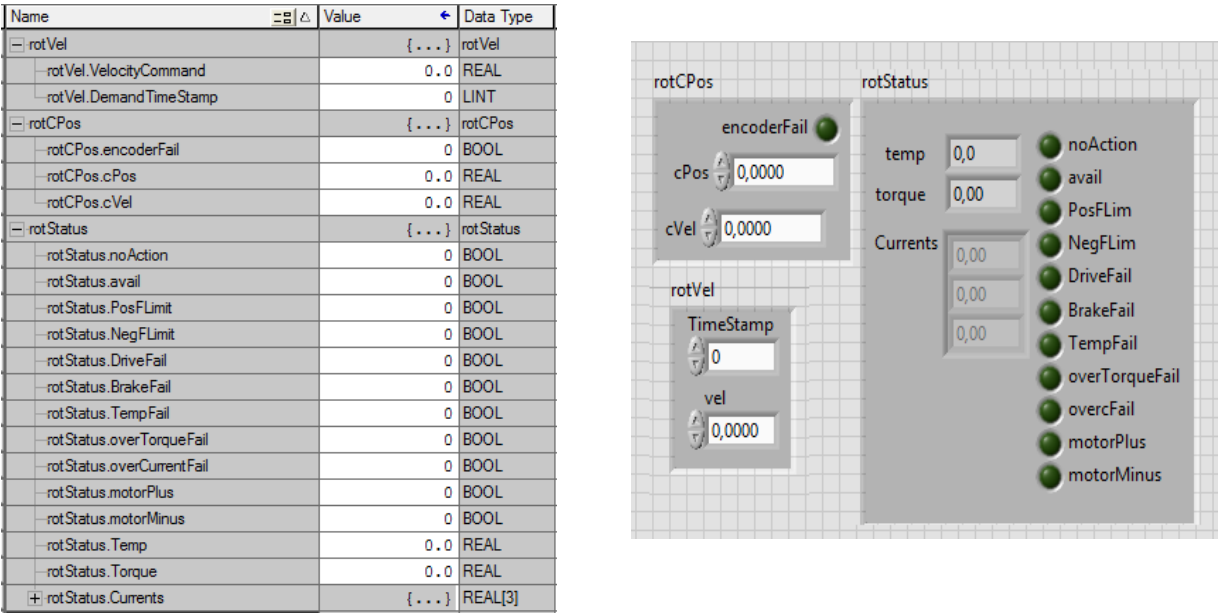 Name Value Data Type
rotVel {...} rotVel
rotVel.VelocityCommand 0.0 REAL
rotVel.DemandTimeStamp 0 LINT
rotCPos {...} rotCPos
rotCPos.encoderFail 0 BOOL
rotCPos.cPos 0.0 REAL
rotCPos.cVel 0.0 REAL
rotStatus {...} rotStatus
rotStatus.noAction 0 BOOL
rotStatus.avail 0 BOOL
rotStatus.PosFLimit 0 BOOL
rotStatus.NegFLimit 0 BOOL
rotStatus.DriveFail 0 BOOL
rotStatus.BrakeFail 0 BOOL
rotStatus.TempFail 0 BOOL
rotStatus.overTorqueFail 0 BOOL
rotStatus.overCurrentFail 0 BOOL
rotStatus.motorPlus 0 BOOL
rotStatus.motorMinus 0 BOOL
rotStatus.Temp 0.0 REAL
rotStatus.Torque 0.0 REAL
rotStatus.Currents {...} REAL[3]
rotCPos
encoderFail
cPos 0,0000
cVel 0,0000
rotVel
TimeStamp
0
vel
0,0000
rotStatus
temp 0,0
torque 0,00
Currents 0,00
0,00
0,00
noAction
avail
PosFLim
NegFLim
DriveFail
BrakeFail
TempFail
overTorqueFail
overcFail
motorPlus
motorMinus